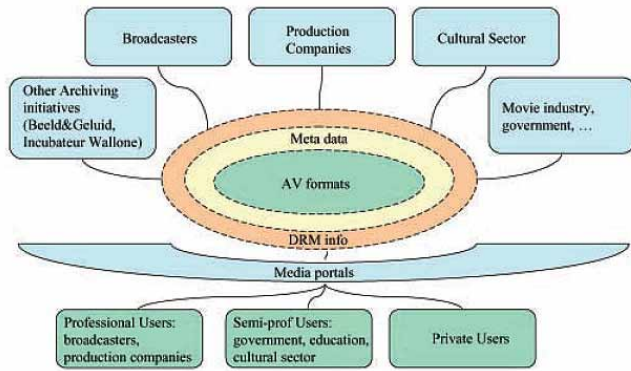 Broadcasters
Production
Companies
Cultural Sector
Other Archiving
initiatives
(Beeld&Geluid,
Incubateur Wallone)
Movie industry,
government, ...
Meta data
AV formats
DRM info
Media portals
Professional Users:
broadcasters,
production companies
Semi-prof Users:
government, education,
cultural sector
Private Users